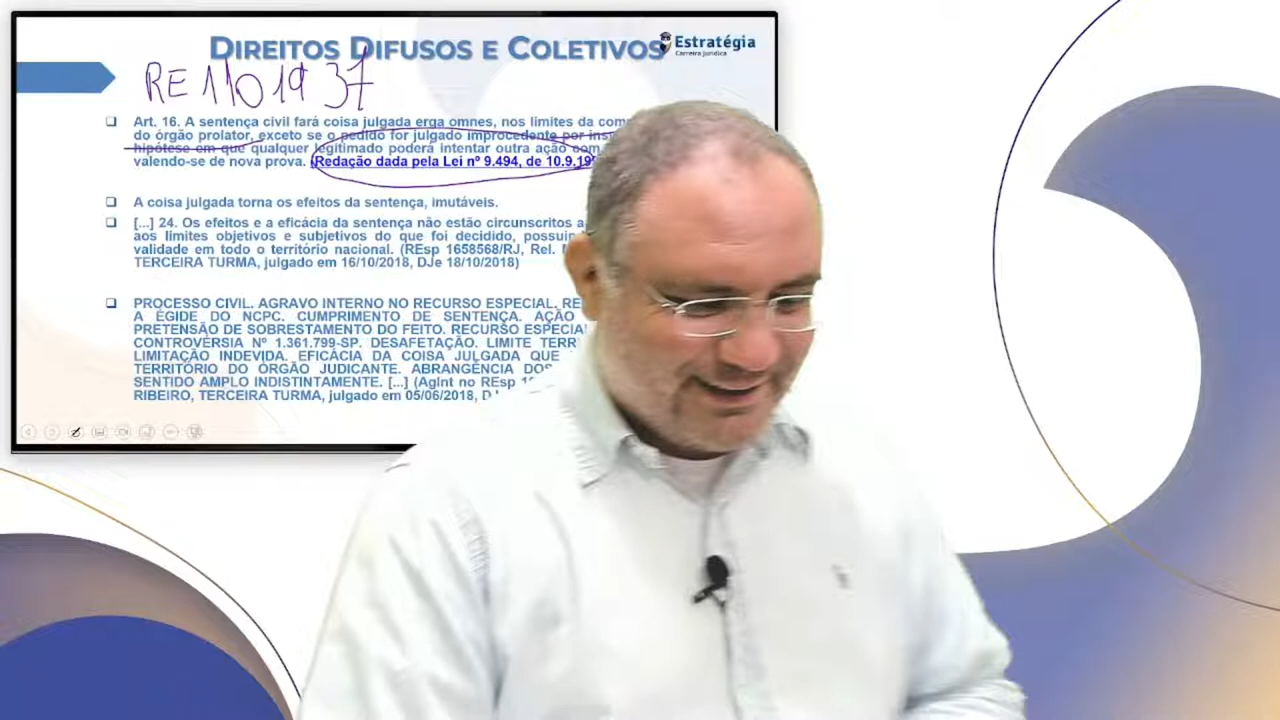 DIREITOS DIFUSOS E COLETIVOS
Estratégia
Carreira Jurídica
RE 1101937
Art. 16. A sentença civil fará coisa julgada erga omnes, nos limites da
do órgão prolator, exceto se o pedido for julgado improcedente por
hipótese em que qualquer legitimado poderá intentar outra ação com
valendo-se de nova prova. (Redação dada pela Lei nº 9.494, de 10.9.
A coisa julgada torna os efeitos da sentença, imutáveis.
[...] 24. Os efeitos e a eficácia da sentença não estão circunscritos
aos limites objetivos e subjetivos do que foi decidido,
validade em todo o território nacional. (REsp 1658568/RJ, Rel.
TERCEIRA TURMA, julgado em 16/10/2018, DJe 18/10/2018)
PROCESSO CIVIL. AGRAVO INTERNO NO RECURSO ESPECIAL.
A ÉGIDE DO NCPC. CUMPRIMENTO DE SENTENÇA. AÇÃO
PRETENSÃO DE SOBRESTAMENTO DO FEITO. RECURSO
CONTROVÉRSIA Nº 1.361.799-SP. DESAFETAÇÃO. LIMITE
LIMITAÇÃO INDEVIDA. EFICÁCIA DA COISA JULGADA QUE
TERRITÓRIO DO ÓRGÃO JUDICANTE. ABRANGÊNCIA DOS
SENTIDO AMPLO INDISTINTAMENTE. [...] (AgInt no REsp
RIBEIRO, TERCEIRA TURMA, julgado em 05/06/2018,